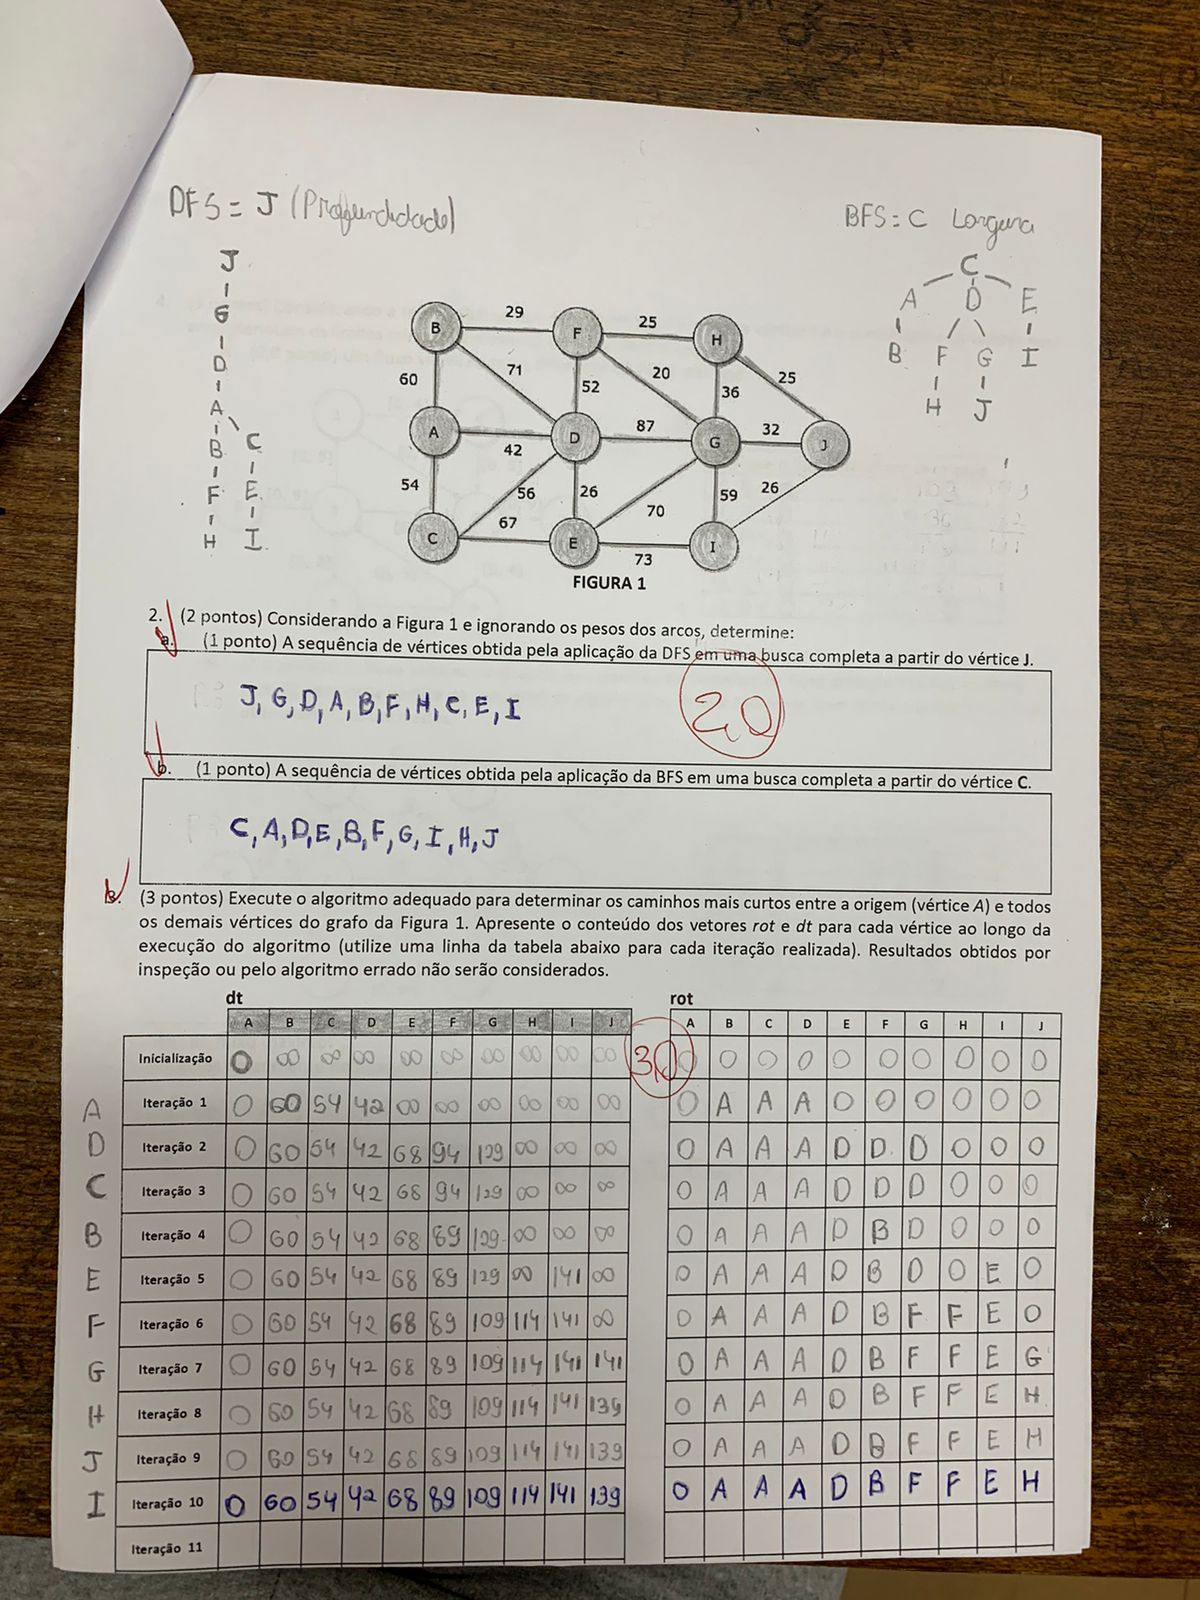 DFS = J (Profundidade)
BFS = C Largura
J
G
D
A
B C
F E
H I
C
A D E
B F G I
H J
B 29 F 25 H
60 71 52 20 36 25
A 42 D 87 G 32 J
54 56 26 70 59 26
C 67 E 73 I
FIGURA 1
2. (2 pontos) Considerando a Figura 1 e ignorando os pesos dos arcos, determine:
a. (1 ponto) A sequência de vértices obtida pela aplicação da DFS em uma busca completa a partir do vértice J.
J, G, D, A, B, F, H, C, E, I
2,0
b. (1 ponto) A sequência de vértices obtida pela aplicação da BFS em uma busca completa a partir do vértice C.
C, A, D, E, B, F, G, I, H, J
3. (3 pontos) Execute o algoritmo adequado para determinar os caminhos mais curtos entre a origem (vértice A) e todos
os demais vértices do grafo da Figura 1. Apresente o conteúdo dos vetores rot e dt para cada vértice ao longo da
execução do algoritmo (utilize uma linha da tabela abaixo para cada iteração realizada). Resultados obtidos por
inspeção ou pelo algoritmo errado não serão considerados.
dt rot
A B C D E F G H I J A B C D E F G H I J
3,0
Inicialização 0 ∞ ∞ ∞ ∞ ∞ ∞ ∞ ∞ ∞ 0 0 0 0 0 0 0 0 0 0
A Iteração 1 0 60 54 42 ∞ ∞ ∞ ∞ ∞ ∞ 0 A A A 0 0 0 0 0 0
D Iteração 2 0 60 54 42 68 94 129 ∞ ∞ ∞ 0 A A A D D D 0 0 0
C Iteração 3 0 60 54 42 68 94 129 ∞ ∞ ∞ 0 A A A D D D 0 0 0
B Iteração 4 0 60 54 42 68 89 129 ∞ ∞ ∞ 0 A A A D B D 0 0 0
E Iteração 5 0 60 54 42 68 89 129 ∞ 141 ∞ 0 A A A D B D 0 E 0
F Iteração 6 0 60 54 42 68 89 109 114 141 ∞ 0 A A A D B F F E 0
G Iteração 7 0 60 54 42 68 89 109 114 141 141 0 A A A D B F F E G
H Iteração 8 0 60 54 42 68 89 109 114 141 139 0 A A A D B F F E H
J Iteração 9 0 60 54 42 68 89 109 114 141 139 0 A A A D B F F E H
I Iteração 10 0 60 54 42 68 89 109 114 141 139 0 A A A D B F F E H
Iteração 11